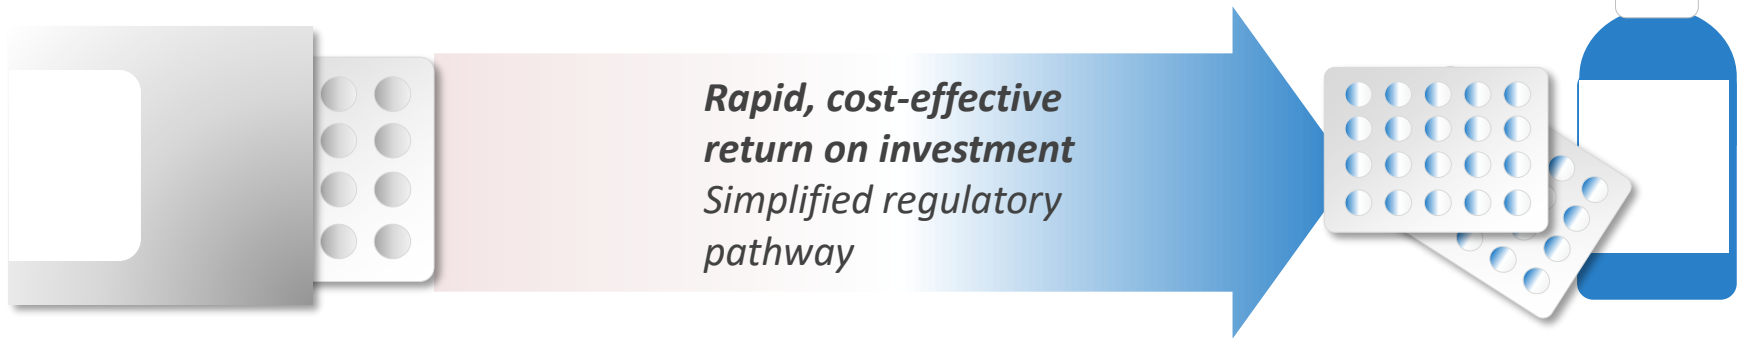 Rapid, cost-effective
return on investment
Simplified regulatory
pathway